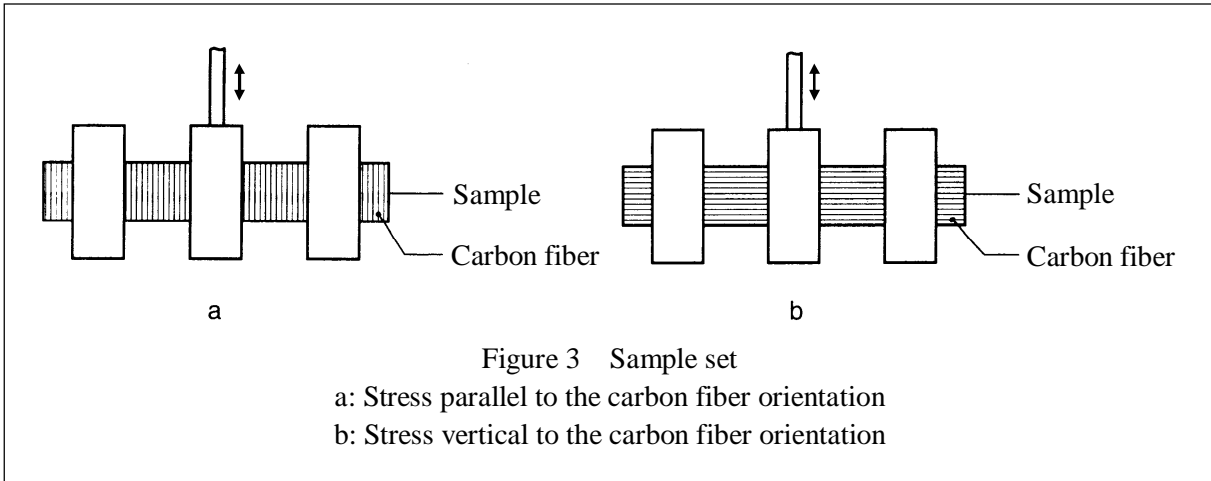 Sample
Carbon fiber
a
Sample
Carbon fiber
b
Figure 3 Sample set
a: Stress parallel to the carbon fiber orientation
b: Stress vertical to the carbon fiber orientation